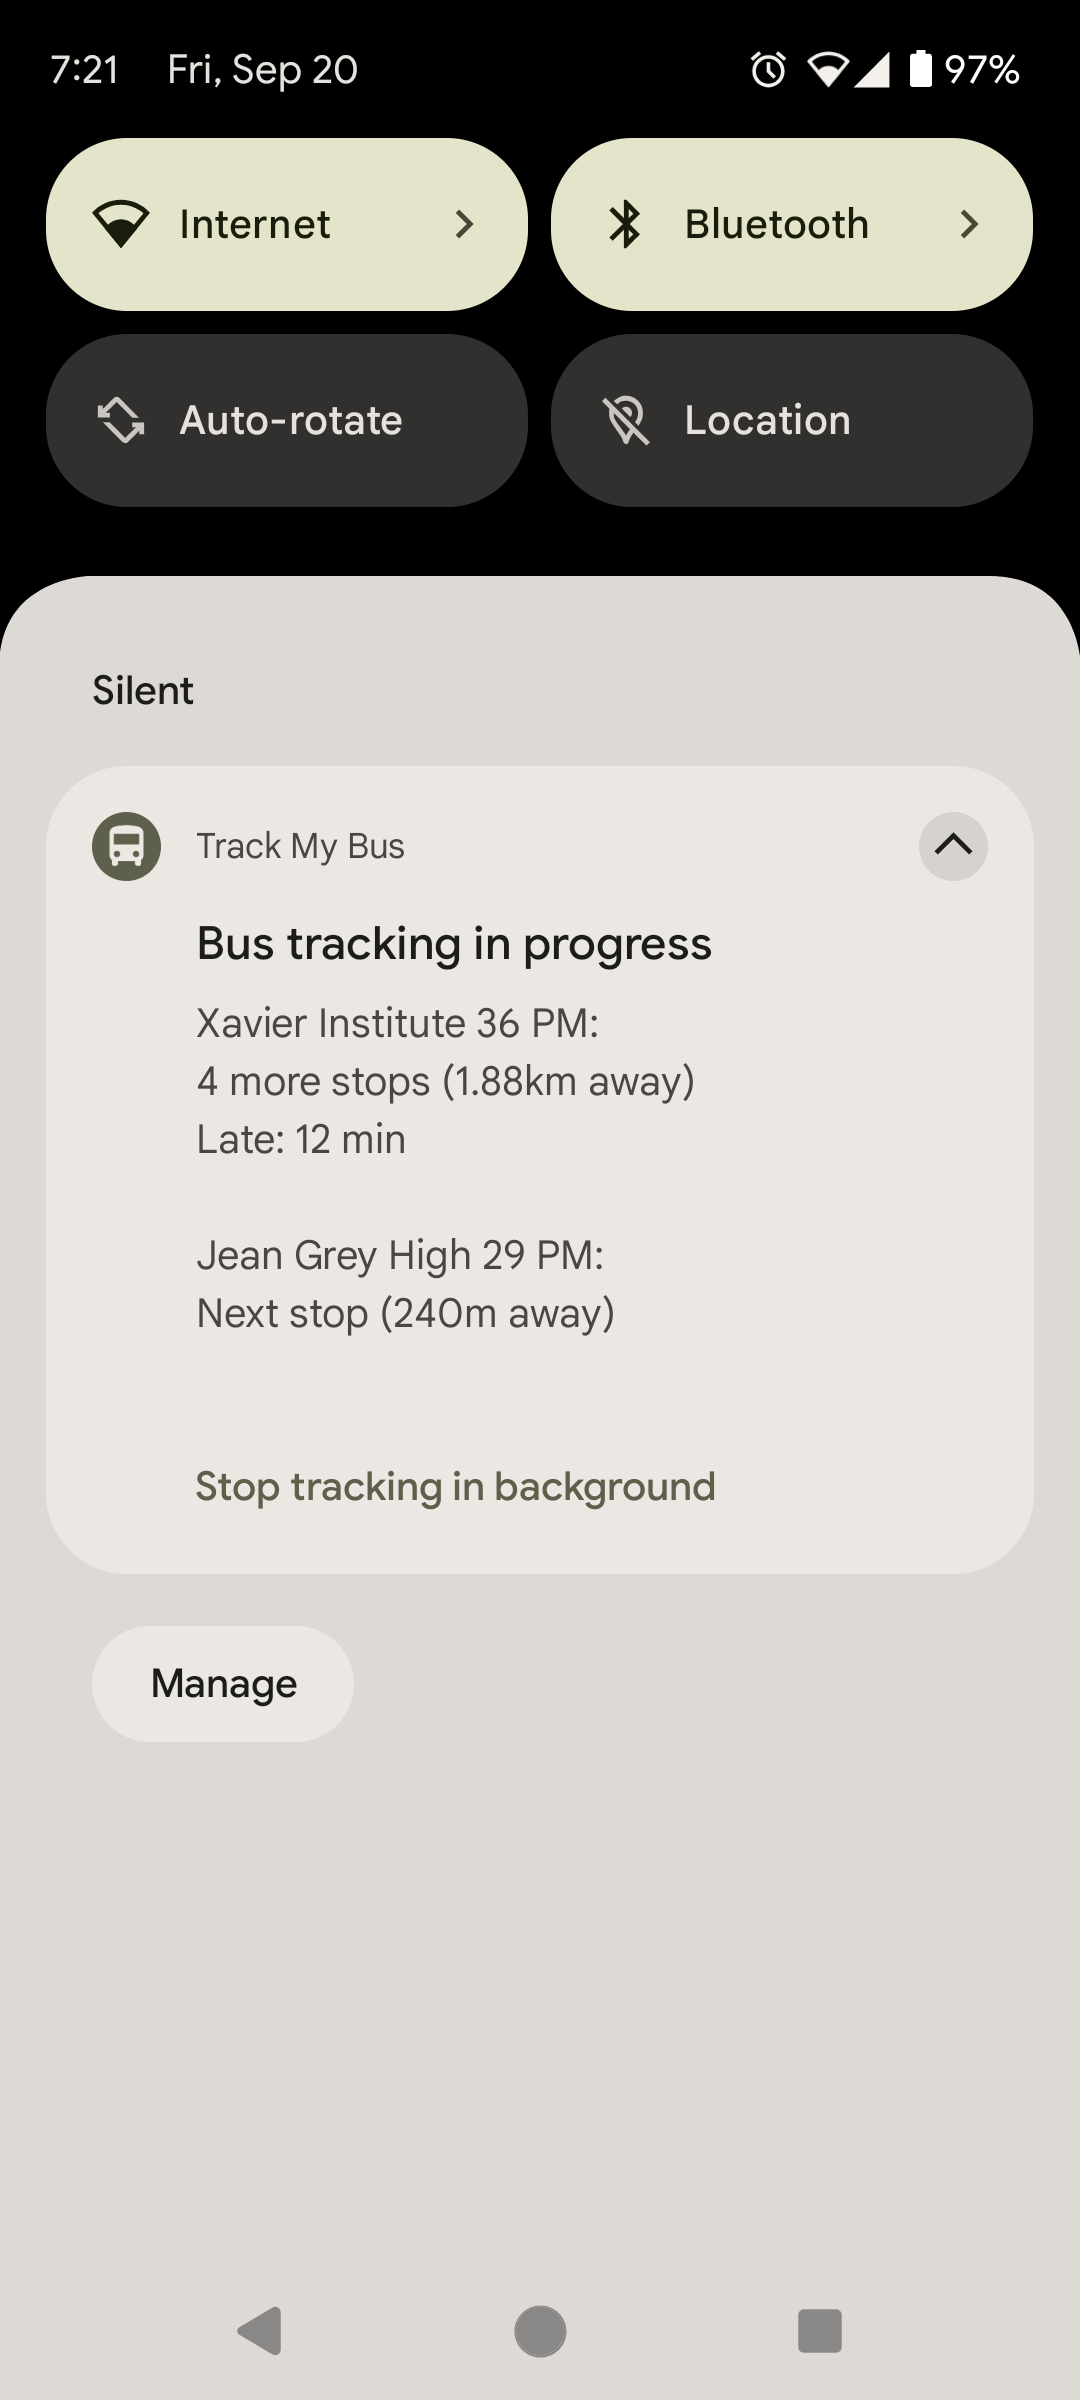 7:21 Fri, Sep 20 97%
Internet Bluetooth
Auto-rotate Location
Silent
Track My Bus
Bus tracking in progress
Xavier Institute 36 PM:
4 more stops (1.88km away)
Late: 12 min
Jean Grey High 29 PM:
Next stop (240m away)
Stop tracking in background
Manage